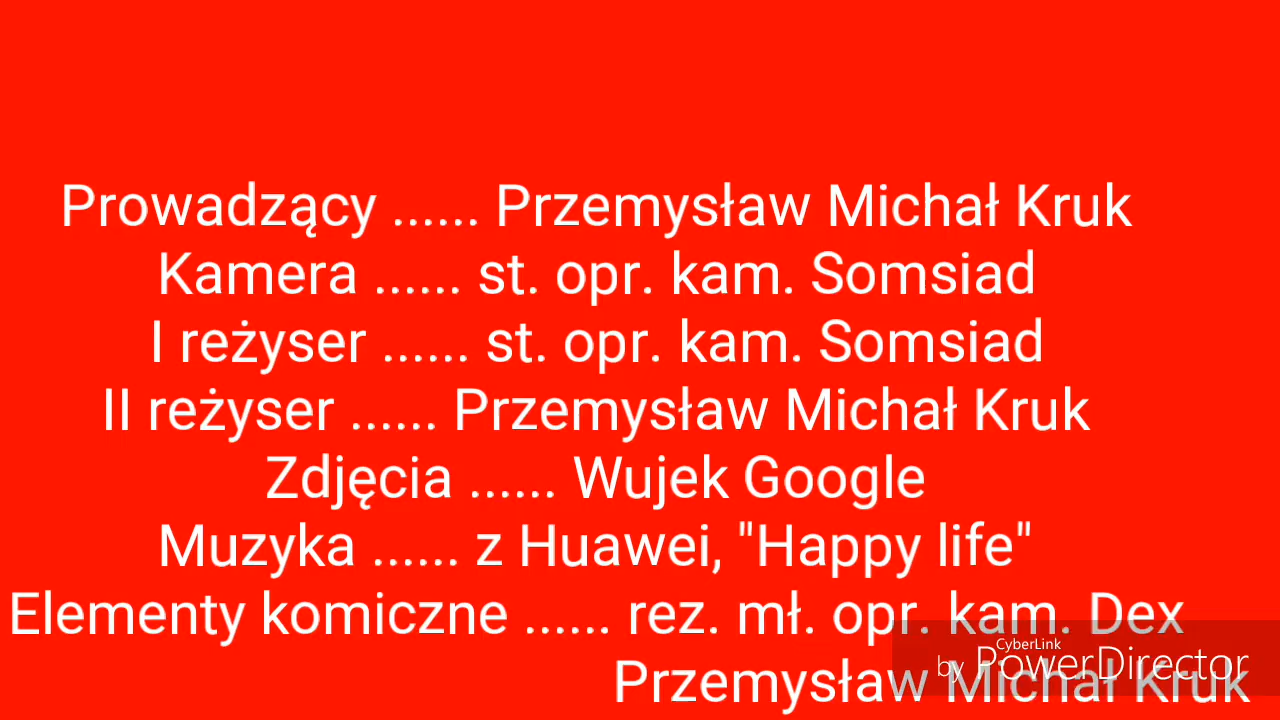 Prowadzący ...... Przemysław Michał Kruk
Kamera ...... st. opr. kam. Somsiad
I reżyser ...... st. opr. kam. Somsiad
II reżyser ...... Przemysław Michał Kruk
Zdjęcia ...... Wujek Google
Muzyka ...... z Huawei, "Happy life"
Elementy komiczne ...... rez. mł. opr. kam. Dex
Przemysław Michał Kruk
CyberLink
by PowerDirector